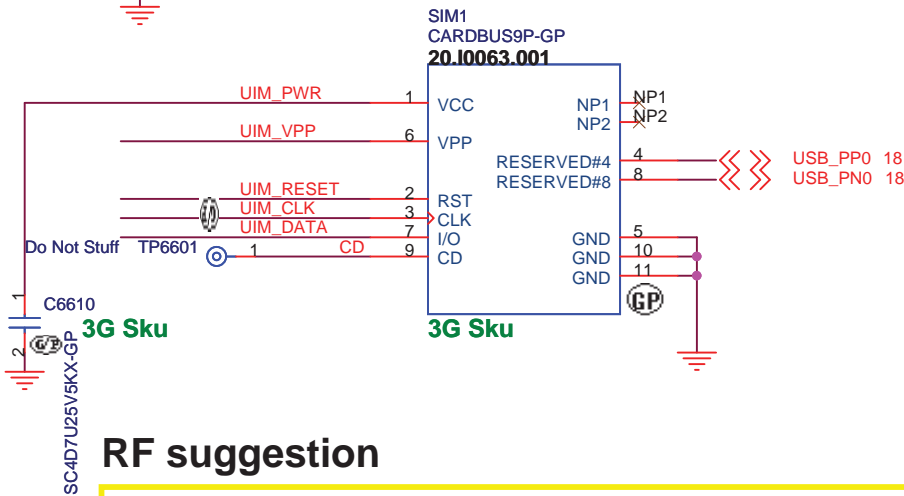 SIM1
CARDBUS9P-GP
20.I0063.001
UIM_PWR 1 VCC NP1 NP1
NP2 NP2
UIM_VPP 6 VPP
RESERVED#4 4 USB_PP0 18
RESERVED#8 8 USB_PN0 18
UIM_RESET 2 RST
UIM_CLK 3 CLK
UIM_DATA 7 I/O GND 5
Do Not Stuff TP6601 1 CD 9 CD GND 10
GND 11
GP
1
C6610
2
G/P
SC4D7U25V5KX-GP
3G Sku
3G Sku
RF suggestion